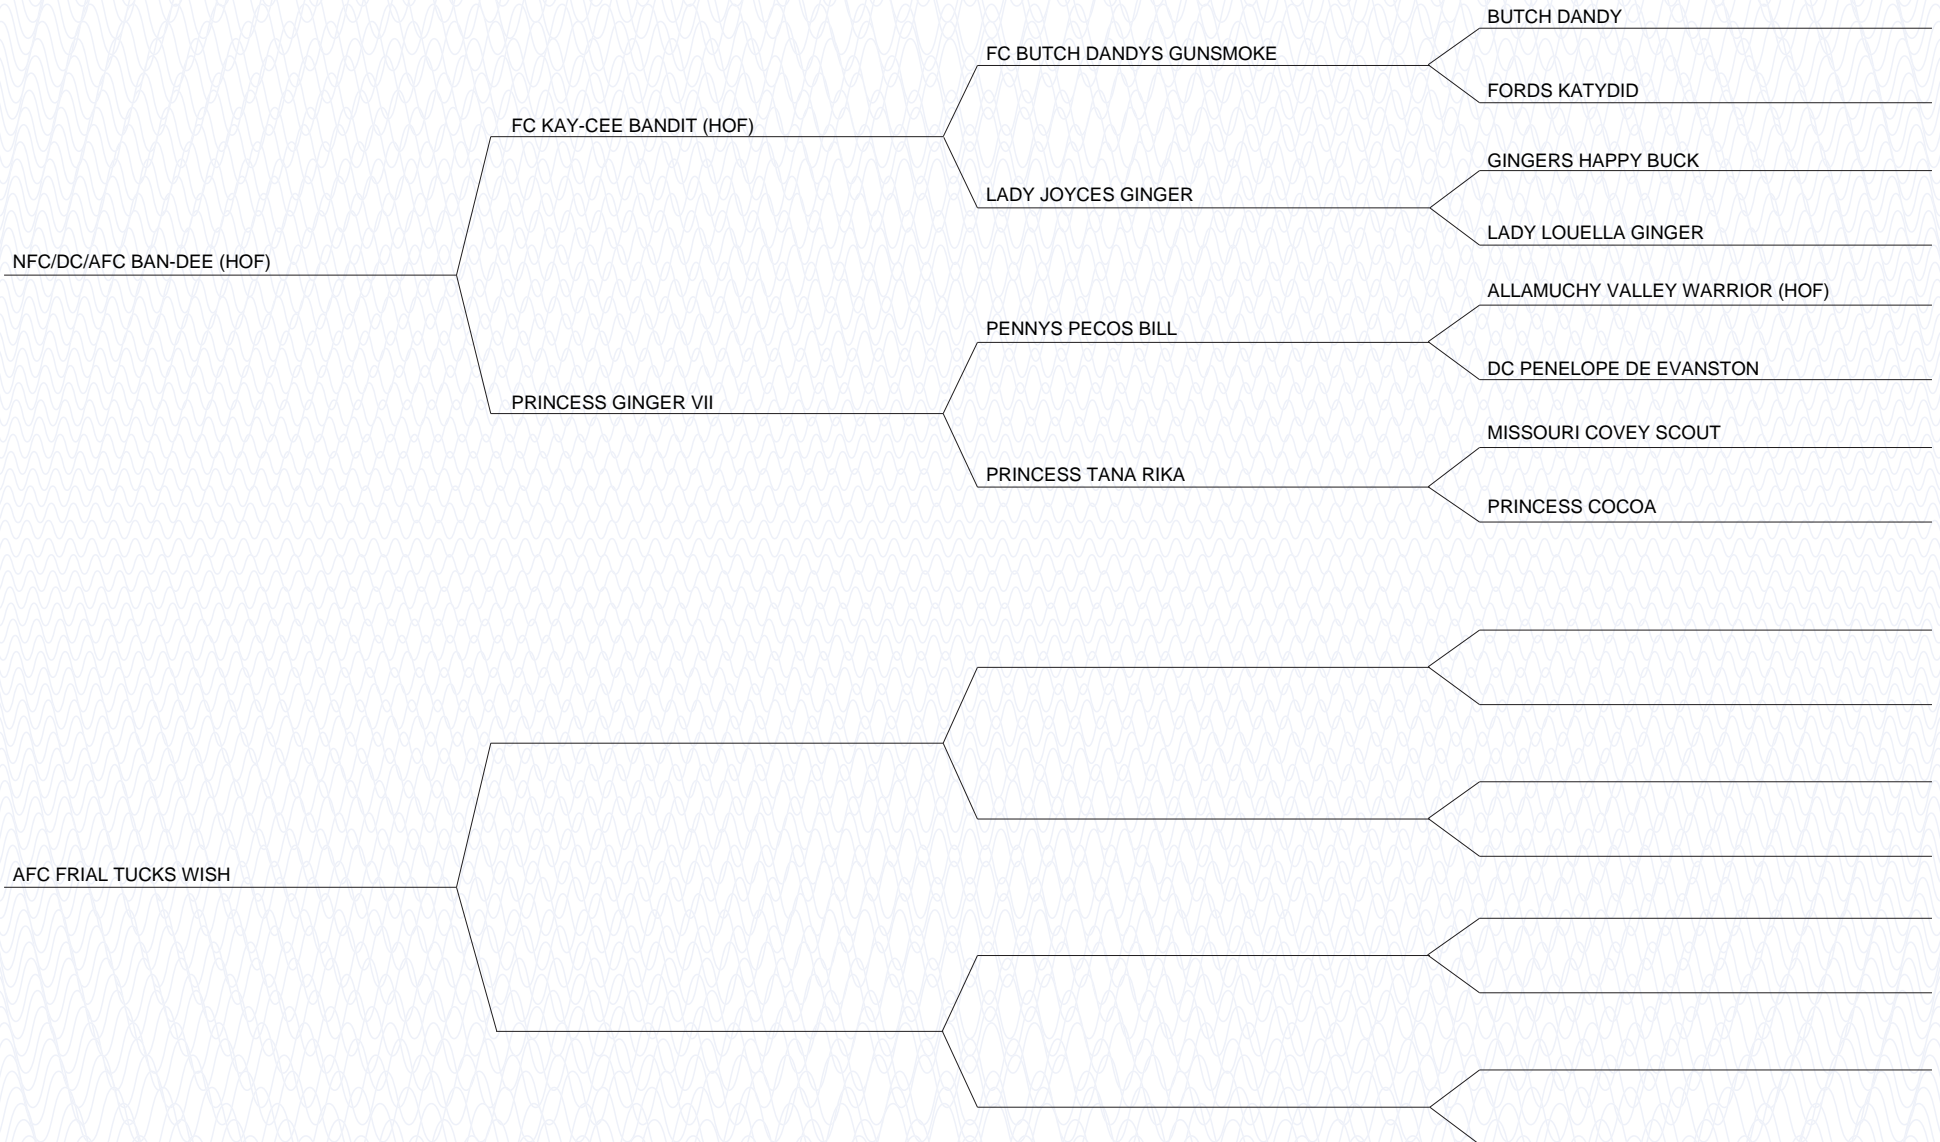 BUTCH DANDY
FC BUTCH DANDYS GUNSMOKE
FORDS KATYDID
FC KAY-CEE BANDIT (HOF)
GINGERS HAPPY BUCK
LADY JOYCES GINGER
LADY LOUELLA GINGER
NFC/DC/AFC BAN-DEE (HOF)
ALLAMUCHY VALLEY WARRIOR (HOF)
PENNYS PECOS BILL
DC PENELOPE DE EVANSTON
PRINCESS GINGER VII
MISSOURI COVEY SCOUT
PRINCESS TANA RIKA
PRINCESS COCOA
AFC FRIAL TUCKS WISH